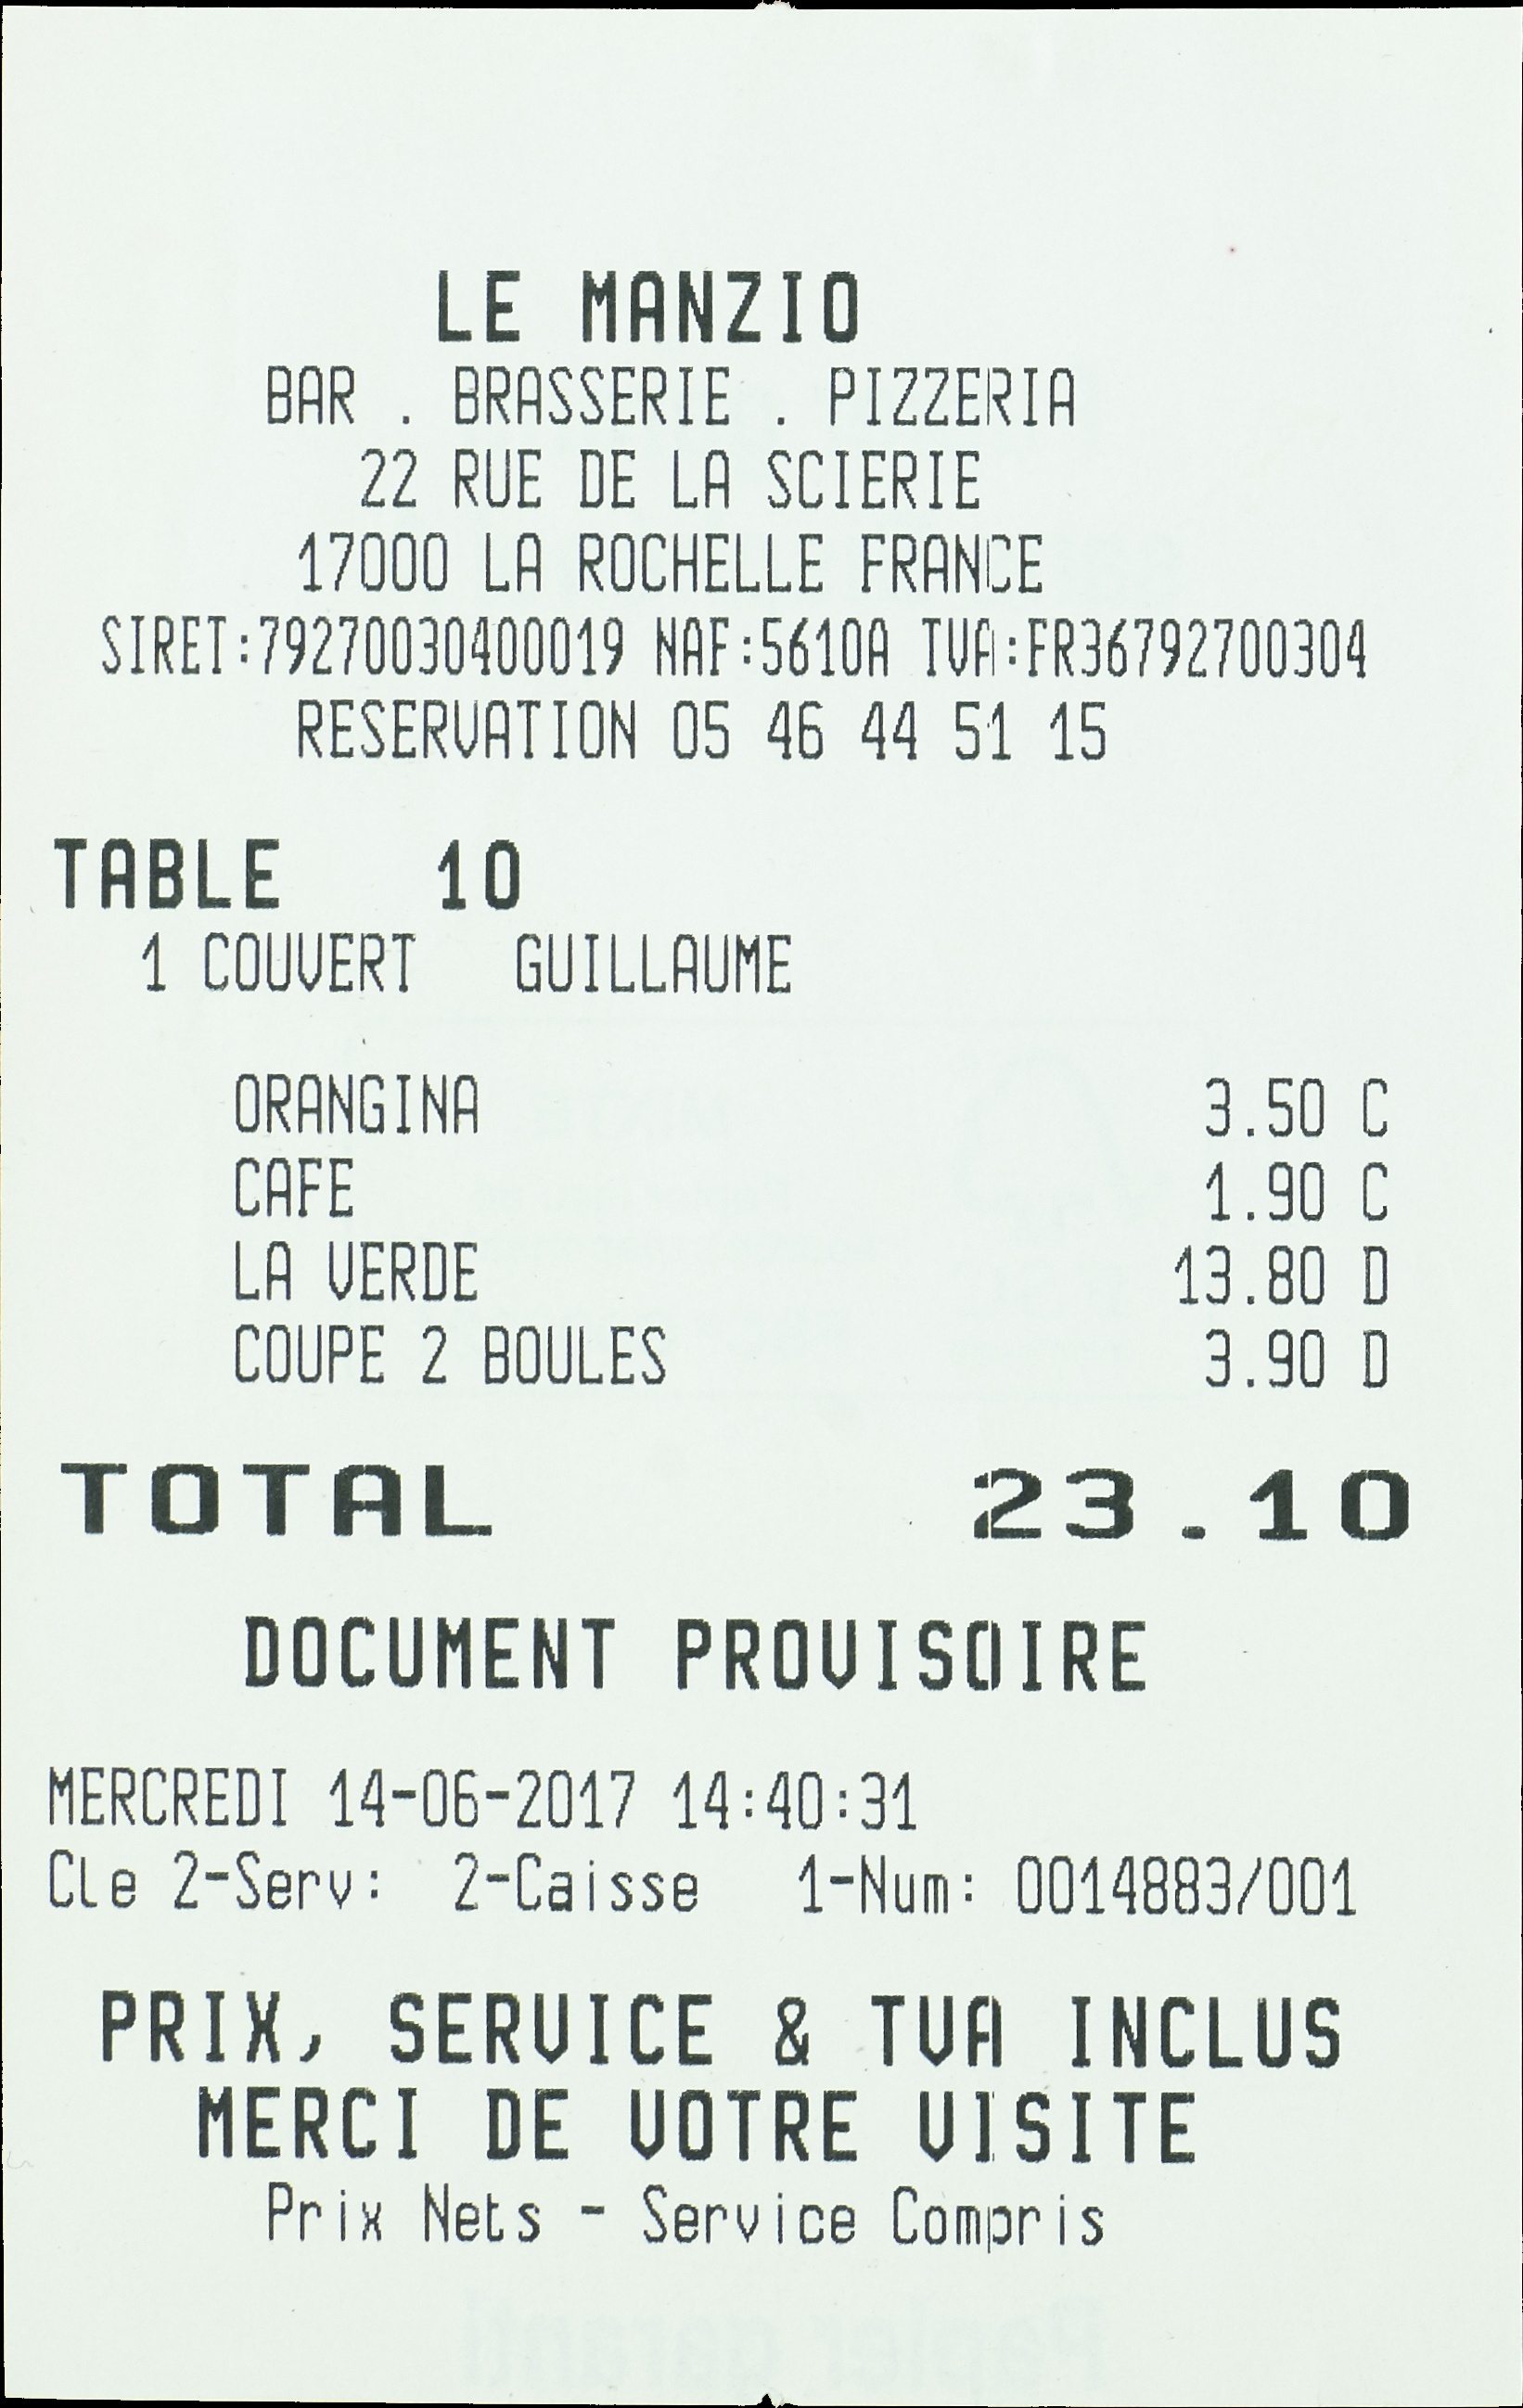 LE MANZIO
BAR . BRASSERIE . PIZZERIA
22 RUE DE LA SCIERIE
17000 LA ROCHELLE FRANCE
SIRET:79270030400019 NAF:5610A TVA:FR36792700304
RESERVATION 05 46 44 51 15
TABLE 10
1 COUVERT GUILLAUME
ORANGINA 3.50 C
CAFE 1.90 C
LA VERDE 13.80 D
COUPE 2 BOULES 3.90 D
TOTAL 23.10
DOCUMENT PROVISOIRE
MERCREDI 14-06-2017 14:40:31
Cle 2-Serv: 2-Caisse 1-Num: 0014883/001
PRIX, SERVICE & TVA INCLUS
MERCI DE VOTRE VISITE
Prix Nets - Service Compris